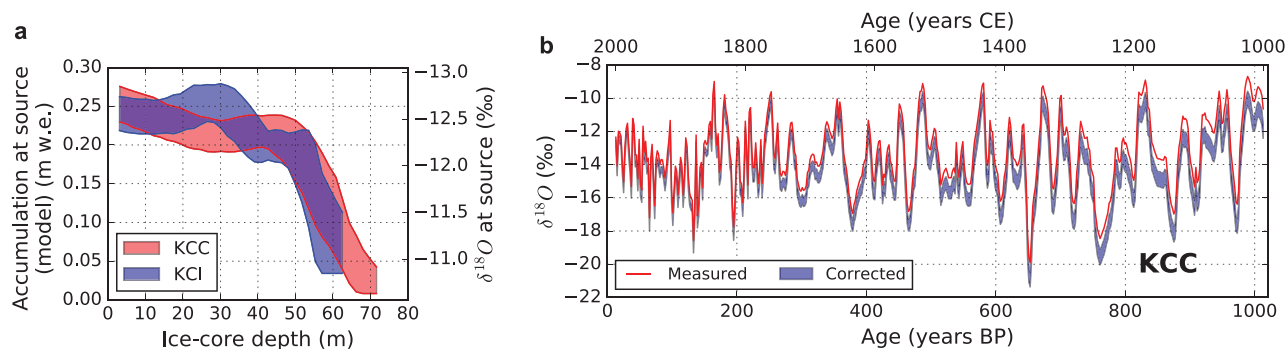 a
Accumulation at source
(model) (m w.e.)
0.30
0.25
0.20
0.15
0.10
0.05
0.00
KCC
KCI
0 10 20 30 40 50 60 70 80
Ice-core depth (m)
−13.0
−12.5
−12.0
−11.5
−11.0
δ¹⁸O at source (‰)
b
Age (years CE)
2000 1800 1600 1400 1200 1000
−8
−10
−12
−14
−16
−18
−20
−22
δ¹⁸O (‰)
Measured Corrected
KCC
0 200 400 600 800 1000
Age (years BP)